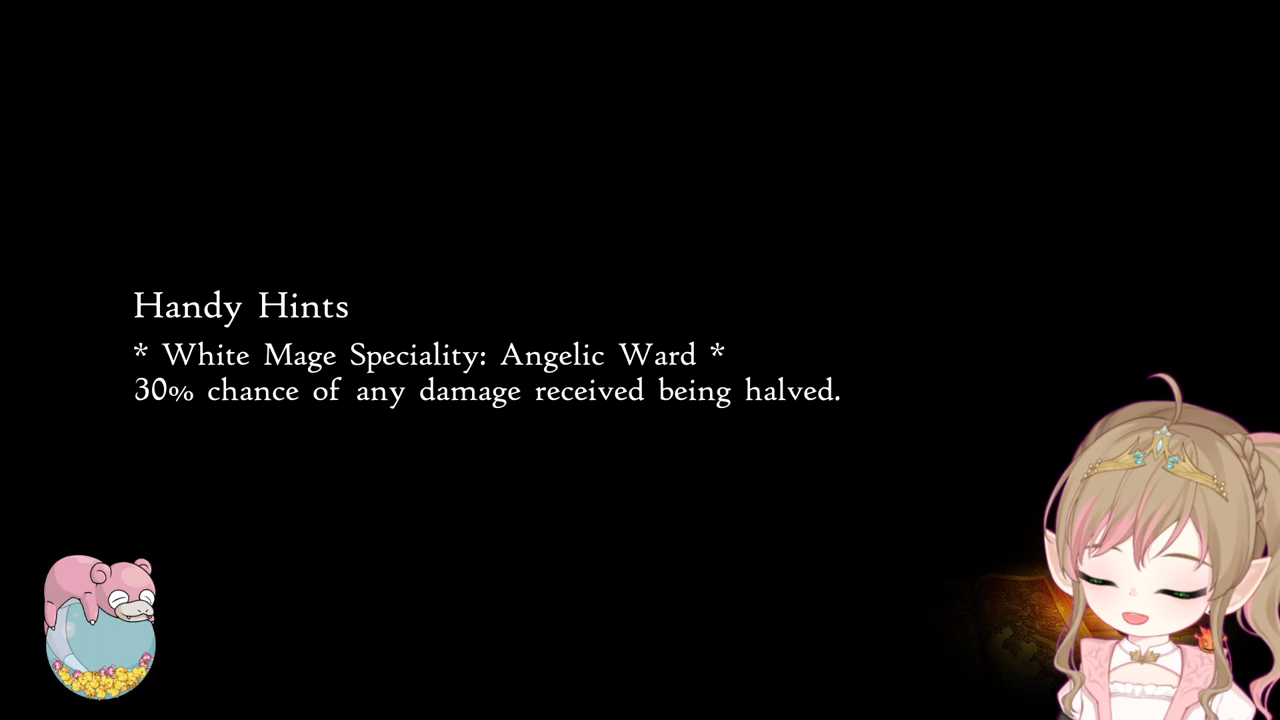 Handy Hints
* White Mage Speciality: Angelic Ward *
30% chance of any damage received being halved.